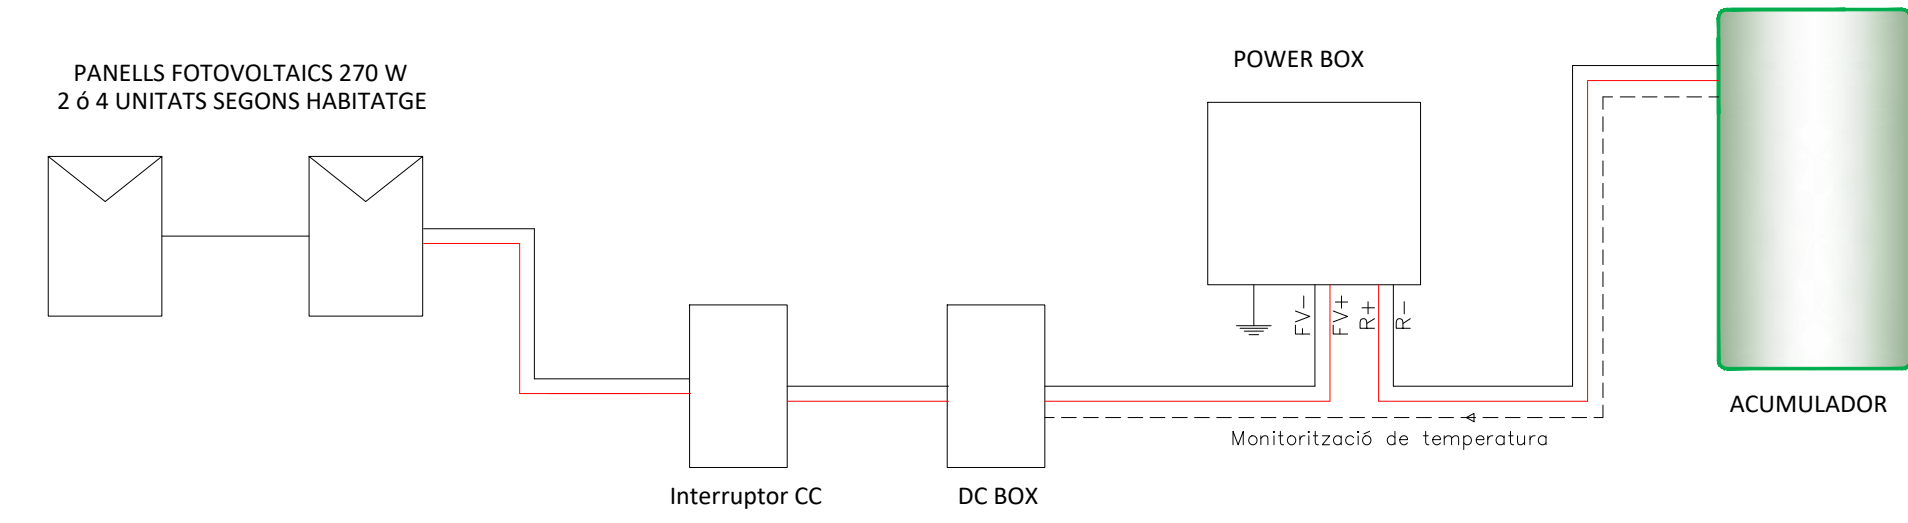 PANELLS FOTOVOLTAICS 270 W
2 ó 4 UNITATS SEGONS HABITATGE
POWER BOX
FV-
FV+
R+
R-
ACUMULADOR
Monitorització de temperatura
Interruptor CC
DC BOX